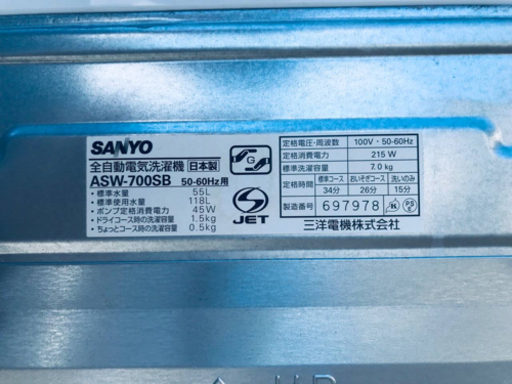 SANYO
全自動電気洗濯機 日本製
ASW-700SB 50-60Hz用
・標準水量 55L
・標準使用水量 118L
・ポンプ定格消費電力 45W
・ドライコース時の洗濯容量 1.5kg
・ちょっとコース時の洗濯容量 0.5kg
G
S
JET
定格電圧・周波数 100V・50-60Hz
定格消費電力 215W
標準洗濯容量 7.0kg
定格時間 標準コース おいそぎコース 洗いのみ
34分 26分 15分
製造番号 697978
PS
E
三洋電機株式会社
UP